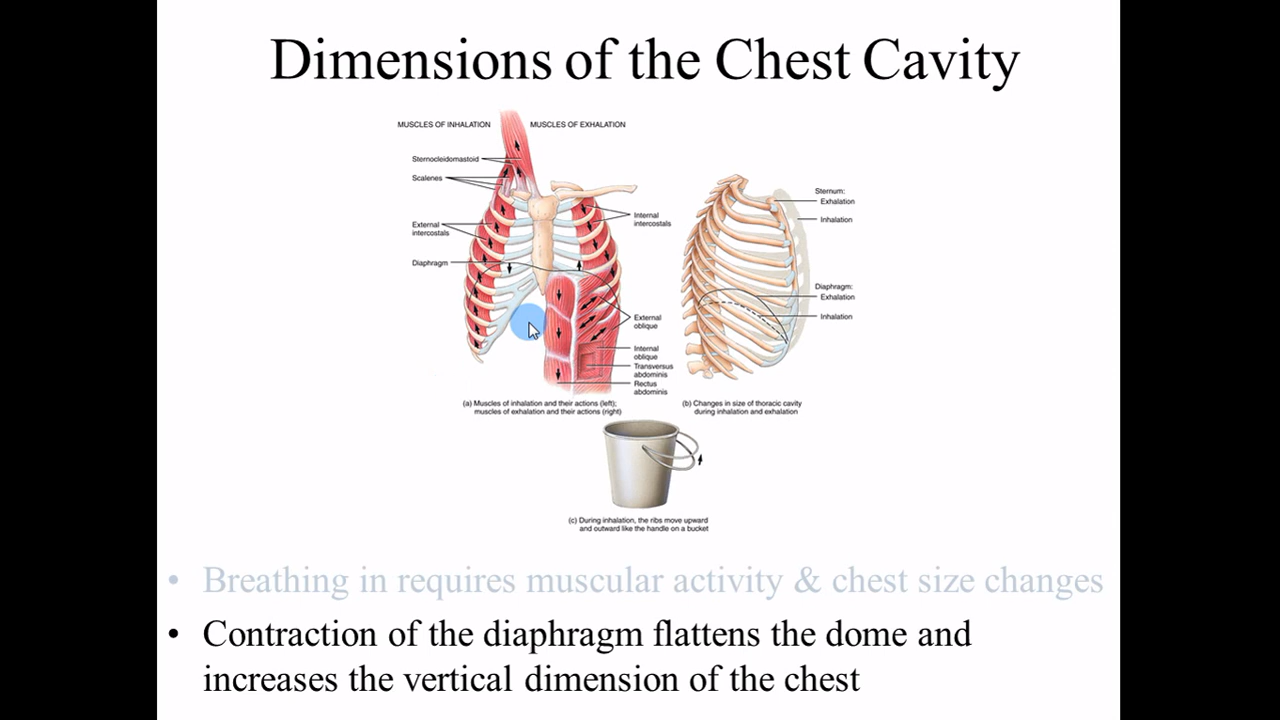 Dimensions of the Chest Cavity
MUSCLES OF INHALATION
MUSCLES OF EXHALATION
Sternocleidomastoid
Scalenes
External
intercostals
Diaphragm
Internal
intercostals
External
oblique
Internal
oblique
Transversus
abdominis
Rectus
abdominis
(a) Muscles of inhalation and their actions (left);
muscles of exhalation and their actions (right)
Sternum:
Exhalation
Inhalation
Diaphragm:
Exhalation
Inhalation
(b) Changes in size of thoracic cavity
during inhalation and exhalation
(c) During inhalation, the ribs move upward
and outward like the handle on a bucket
• Breathing in requires muscular activity & chest size changes
• Contraction of the diaphragm flattens the dome and
increases the vertical dimension of the chest